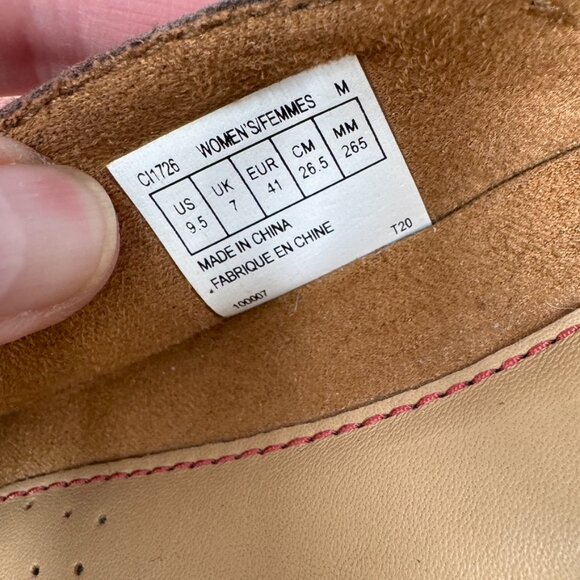 CI1726 WOMEN'S/FEMMES M
US UK EUR CM MM
9.5 7 41 26.5 265
MADE IN CHINA
.FABRIQUE EN CHINE T20
100007